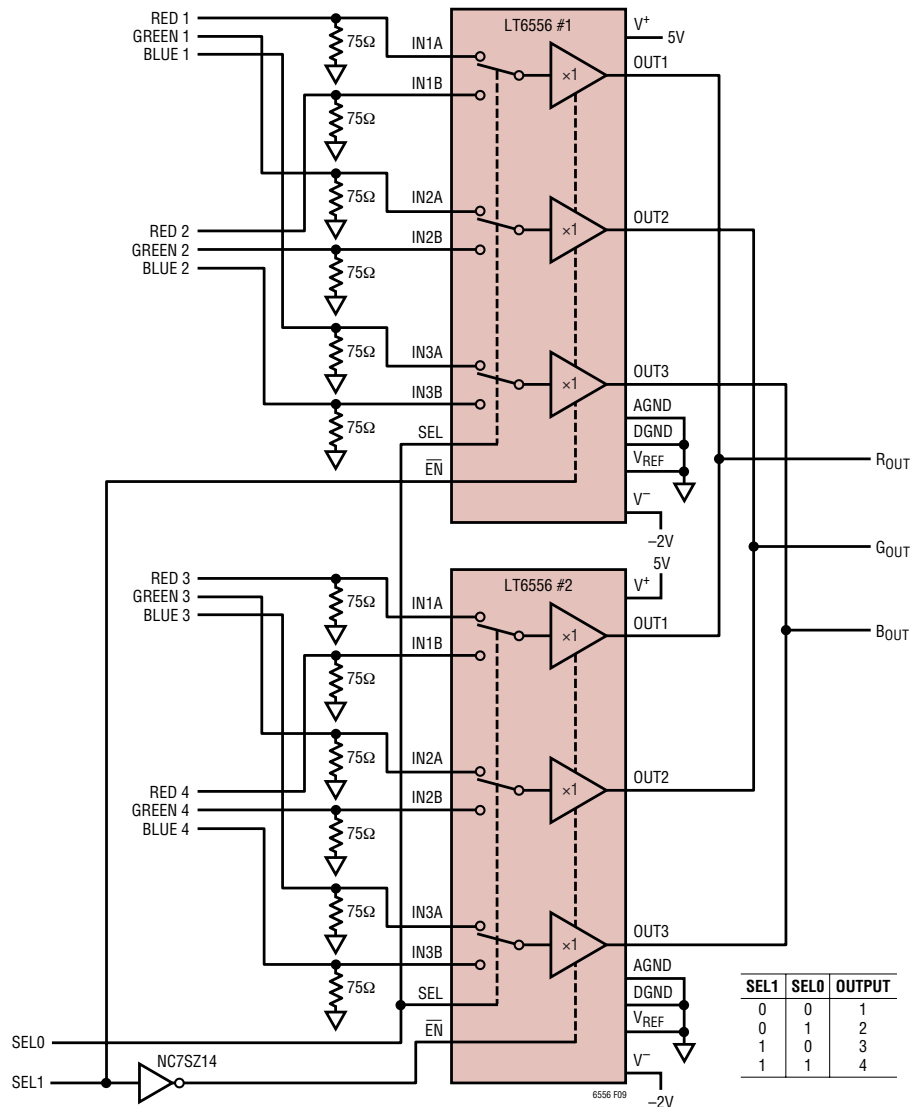 RED 1
GREEN 1
BLUE 1
75Ω
IN1A
LT6556 #1
V+
5V
OUT1
×1
IN1B
75Ω
75Ω
IN2A
OUT2
×1
RED 2
GREEN 2
BLUE 2
IN2B
75Ω
75Ω
IN3A
OUT3
×1
IN3B
75Ω
AGND
SEL
DGND
EN
VREF
ROUT
V−
−2V
GOUT
5V
RED 3
GREEN 3
BLUE 3
75Ω
IN1A
LT6556 #2
V+
OUT1
×1
BOUT
IN1B
75Ω
75Ω
IN2A
OUT2
×1
RED 4
GREEN 4
BLUE 4
IN2B
75Ω
75Ω
IN3A
OUT3
×1
IN3B
75Ω
AGND
SEL
DGND
EN
VREF
SEL0
V−
SEL1
NC7SZ14
−2V
6556 F09
SEL1 SEL0 OUTPUT
0 0 1
0 1 2
1 0 3
1 1 4